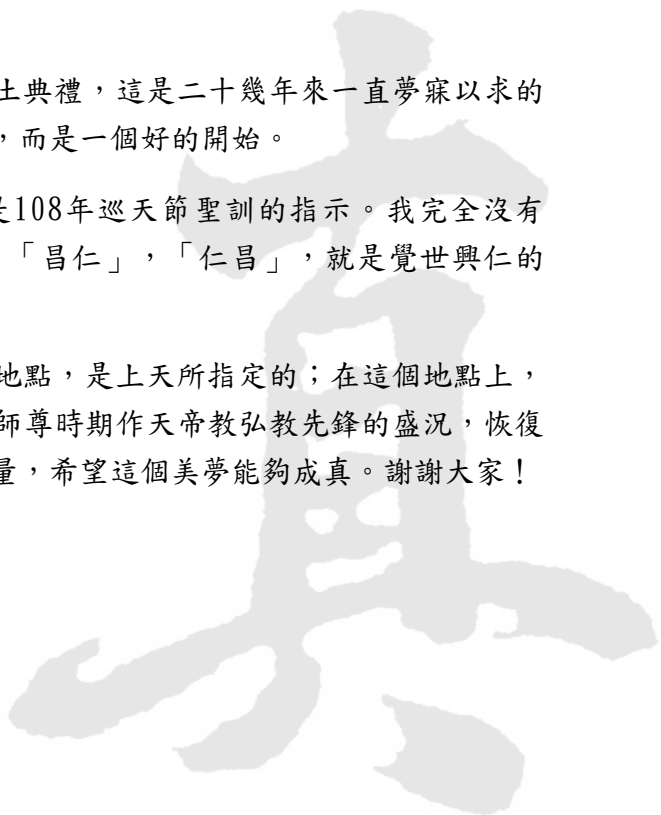 土典禮，這是二十幾年來一直夢寐以求的
，而是一個好的開始。
是108年巡天節聖訓的指示。我完全沒有
「昌仁」，「仁昌」，就是覺世興仁的
地點，是上天所指定的；在這個地點上，
師尊時期作天帝教弘教先鋒的盛況，恢復
量，希望這個美夢能夠成真。謝謝大家！
真